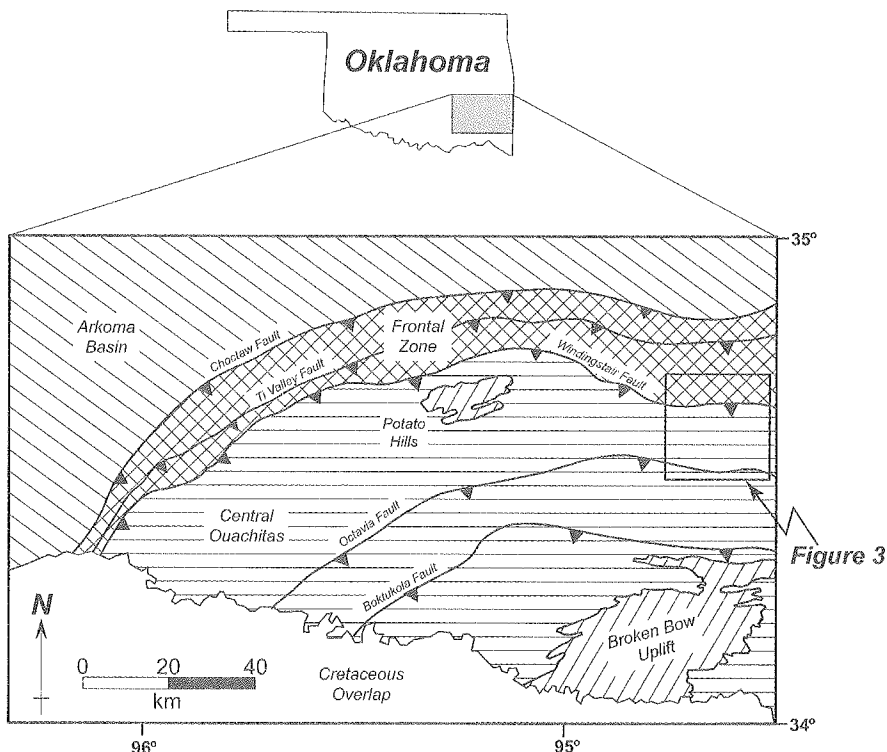 Oklahoma
35°
Arkoma
Basin
Choctaw Fault
Frontal
Zone
Ti Valley Fault
Windingstair Fault
Potato
Hills
Central
Ouachitas
Octavia Fault
Boktukola Fault
Figure 3
Broken Bow
Uplift
N
0 20 40
km
Cretaceous
Overlap
34°
96°
95°